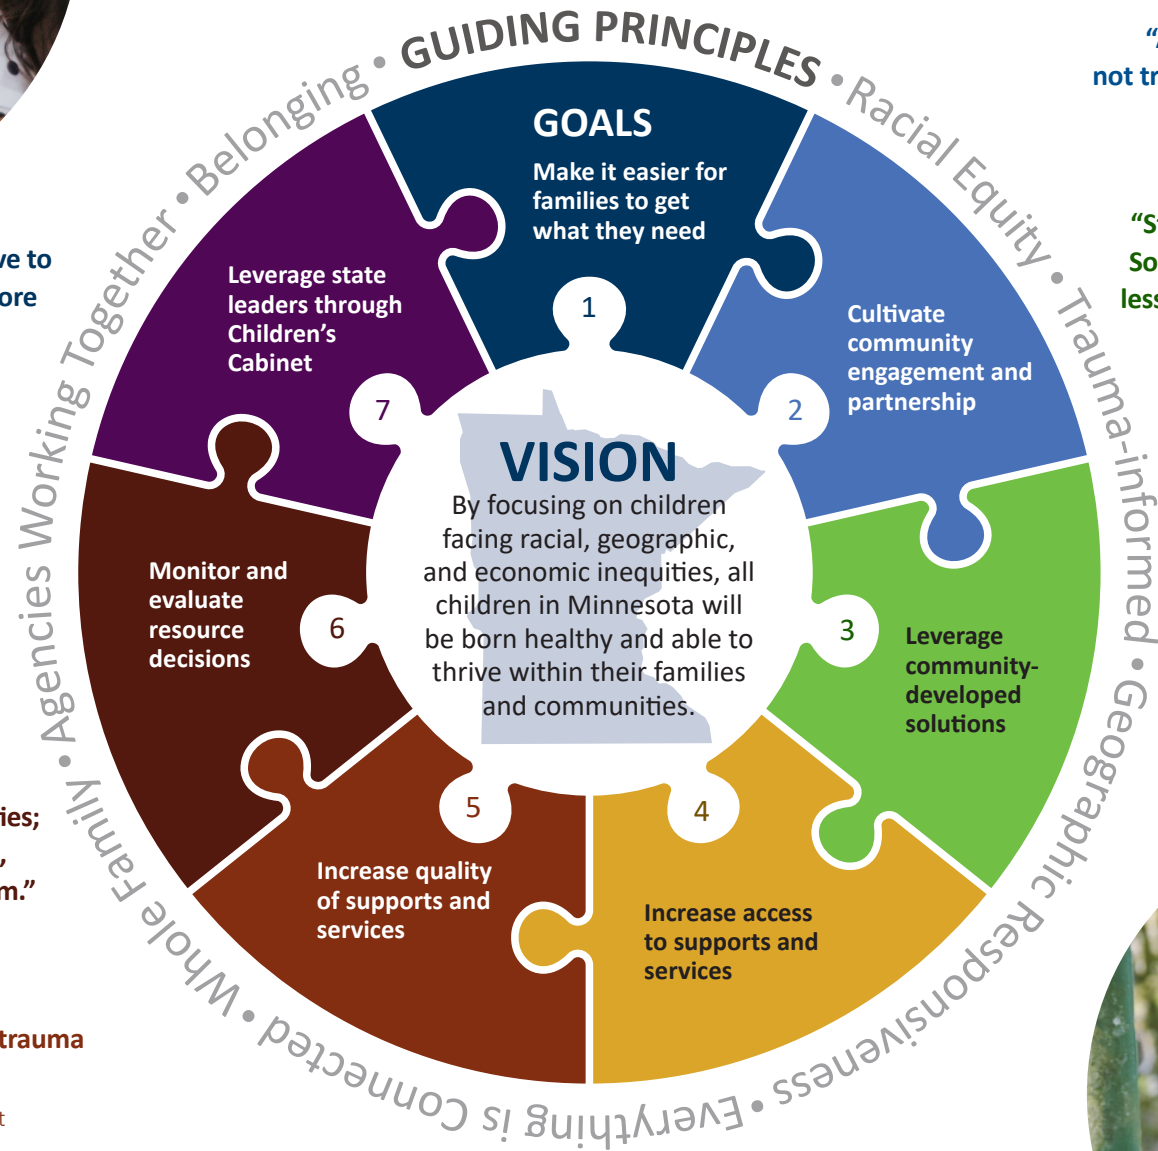 GUIDING PRINCIPLES • Racial Equity • Trauma-informed • Geographic Responsiveness • Everything is Connected • Whole Family • Agencies Working Together • Belonging •
GOALS
Make it easier for
families to get
what they need
1
Cultivate
community
engagement and
partnership
2
Leverage
community-
developed
solutions
3
Increase access
to supports and
services
4
Increase quality
of supports and
services
5
Monitor and
evaluate
resource
decisions
6
Leverage state
leaders through
Children's
Cabinet
7
VISION
By focusing on children
facing racial, geographic,
and economic inequities, all
children in Minnesota will
be born healthy and able to
thrive within their families
and communities.
not
So
less
to
trauma